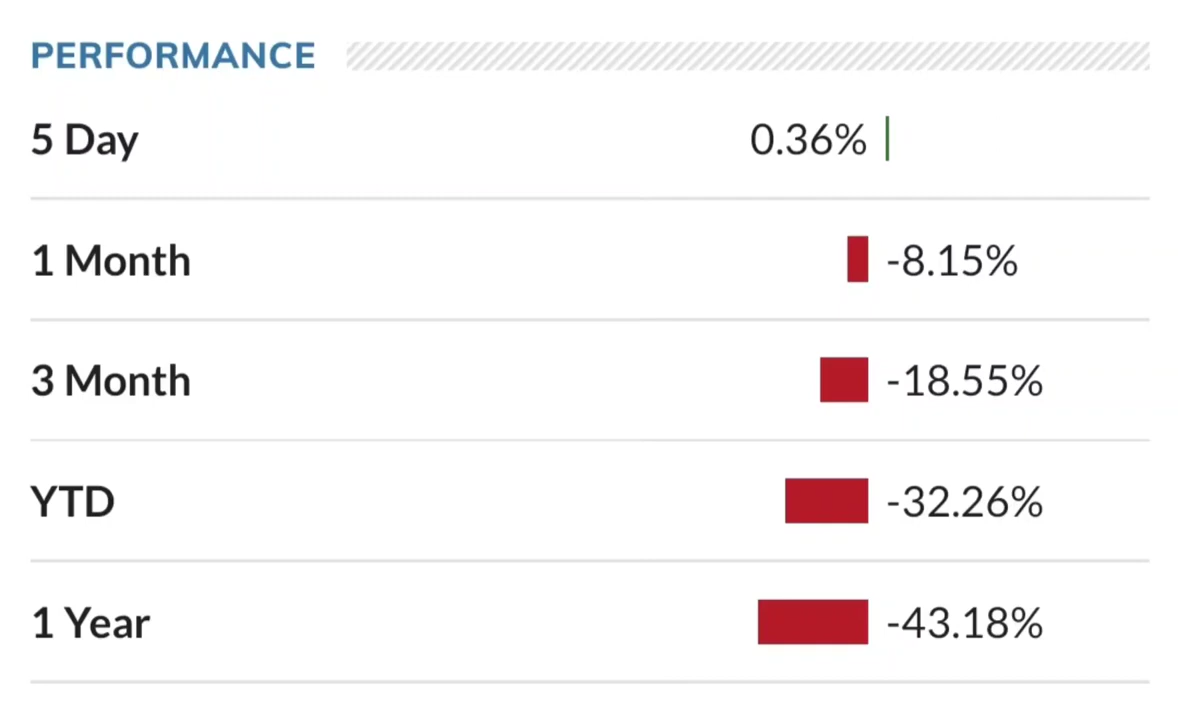 PERFORMANCE
5 Day 0.36%
1 Month -8.15%
3 Month -18.55%
YTD -32.26%
1 Year -43.18%